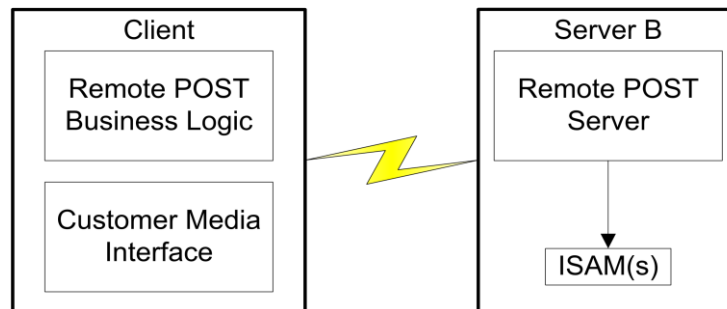 Client
Remote POST
Business Logic
Customer Media
Interface
Server B
Remote POST
Server
ISAM(s)